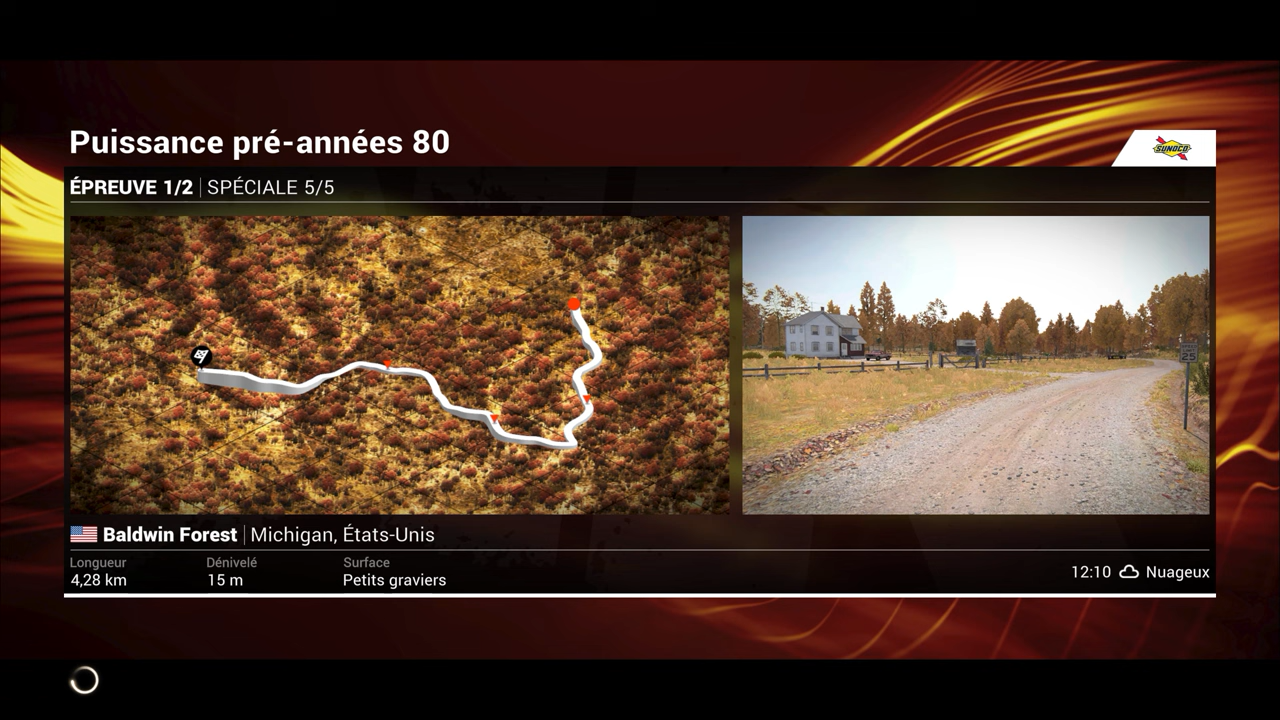 Puissance pré-années 80
SUNOCO
ÉPREUVE 1/2 | SPÉCIALE 5/5
Baldwin Forest | Michigan, États-Unis
Longueur Dénivelé Surface
4,28 km 15 m Petits graviers
12:10 Nuageux
25